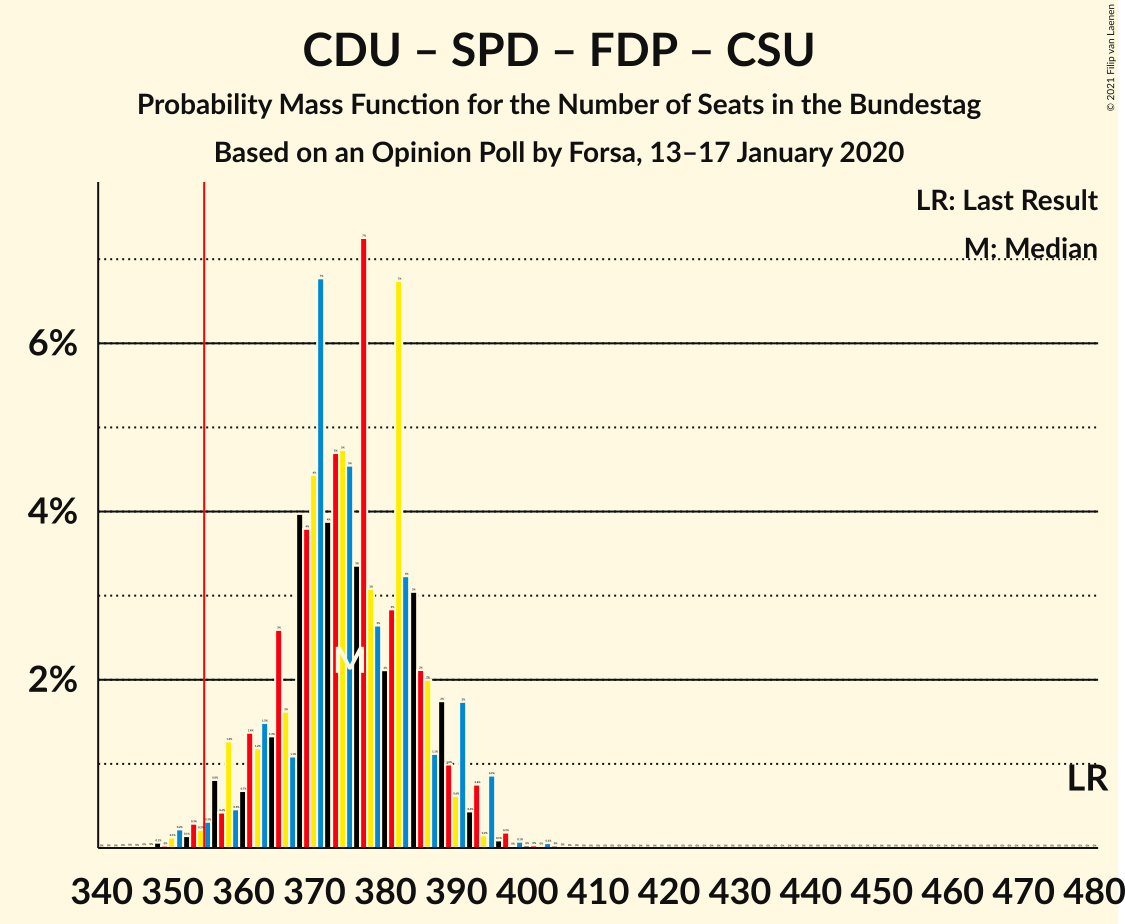 CDU – SPD – FDP – CSU
Probability Mass Function for the Number of Seats in the Bundestag
Based on an Opinion Poll by Forsa, 13–17 January 2020
© 2021 Filip van Laenen
LR: Last Result
M: Median
6%
4%
2%
M
LR
340 350 360 370 380 390 400 410 420 430 440 450 460 470 480